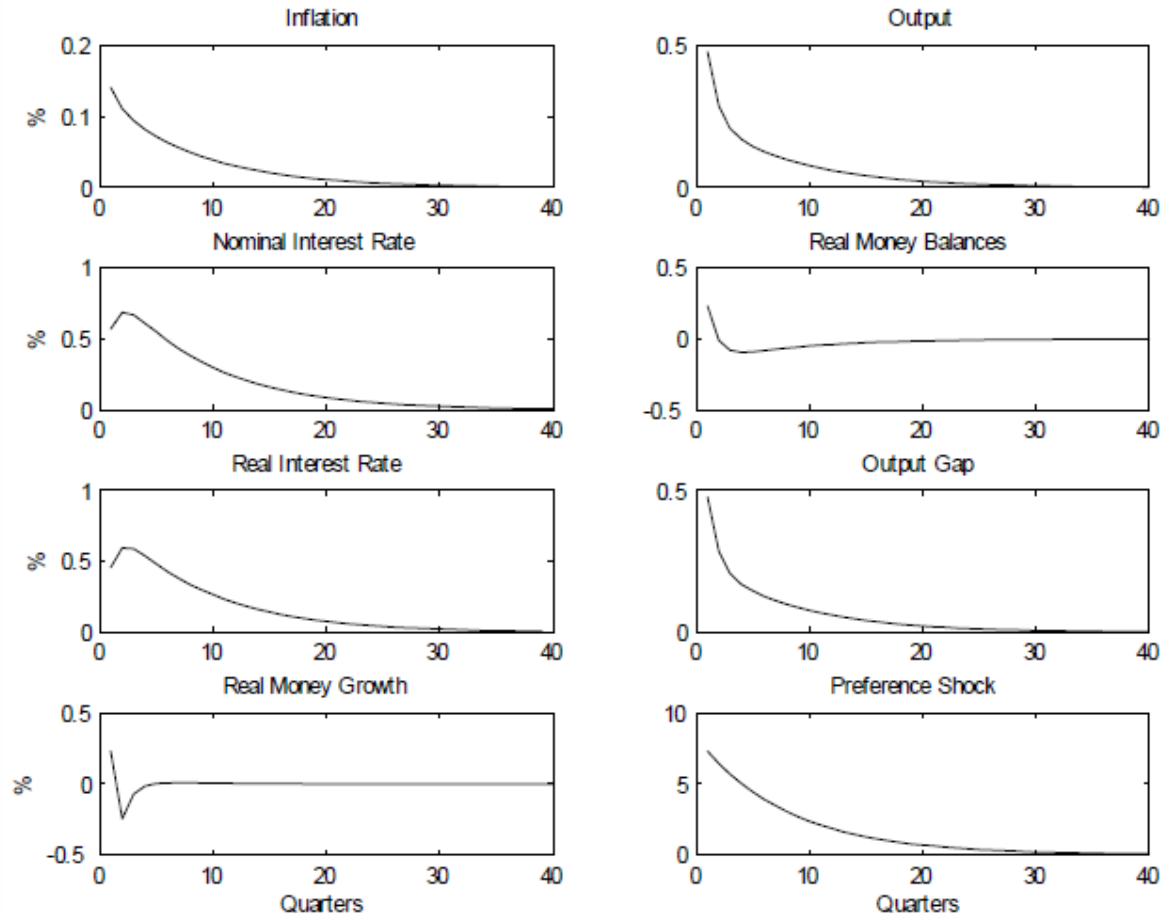 Inflation
Output
0.2
0.1
0
%
0 10 20 30 40
0.5
0
0 10 20 30 40
Nominal Interest Rate
Real Money Balances
1
0.5
0
%
0 10 20 30 40
0.5
0
-0.5
0 10 20 30 40
Real Interest Rate
Output Gap
1
0.5
0
%
0 10 20 30 40
0.5
0
0 10 20 30 40
Real Money Growth
Preference Shock
0.5
0
-0.5
%
0 10 20 30 40
Quarters
10
5
0
0 10 20 30 40
Quarters